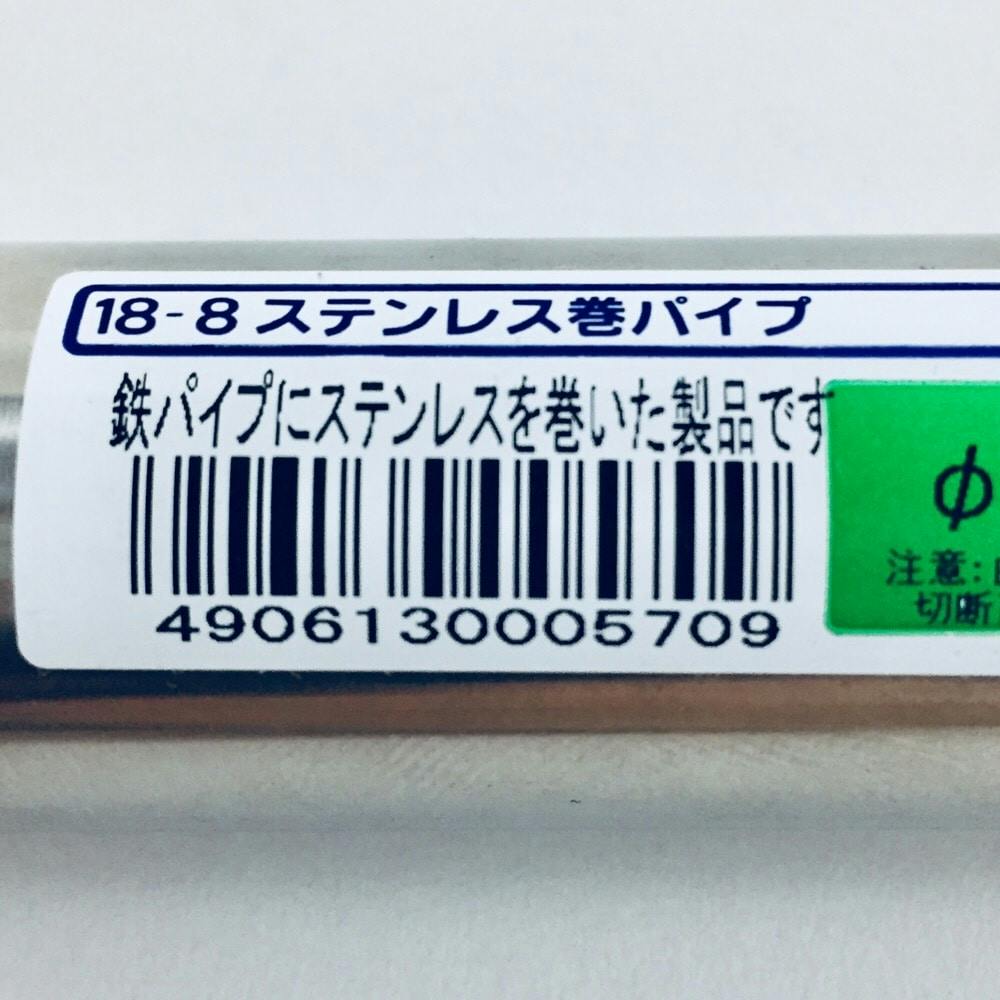 18-8ステンレス巻パイプ
鉄パイプにステンレスを巻いた製品です
4906130005709
φ
注意:
切断